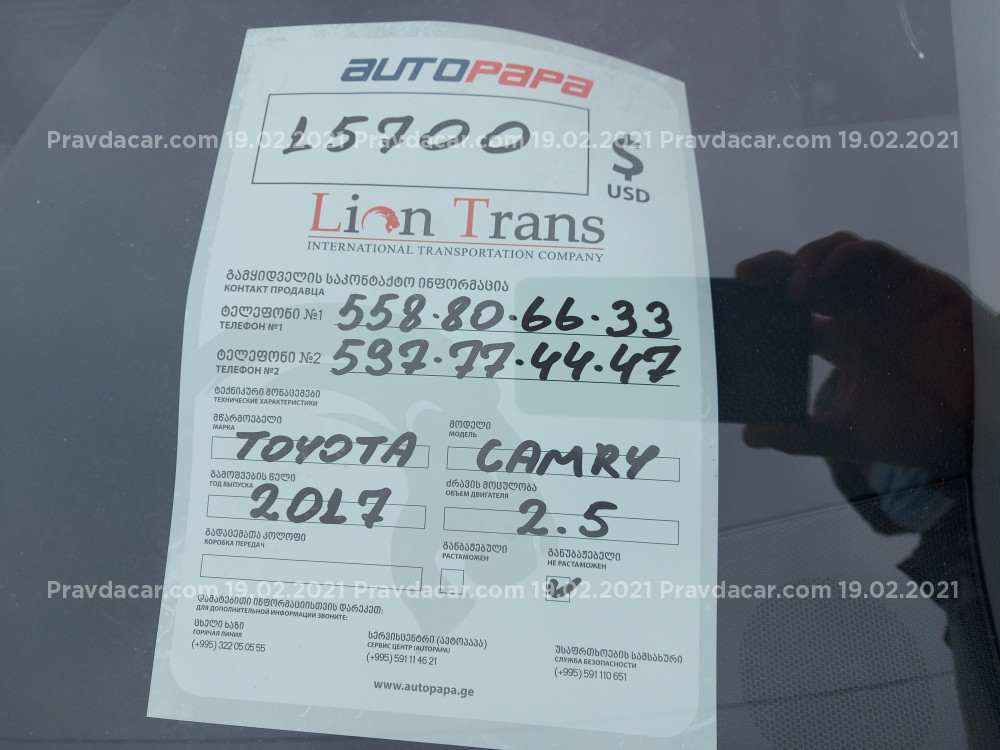 AUTOPAPA
15700
$
USD
Pravdacar.com 19.02.2021 Pravdacar.com 19.02.2021 Pravdacar.com 19.02.2021
Lion Trans
INTERNATIONAL TRANSPORTATION COMPANY
გამყიდველის საკონტაქტო ინფორმაცია
КОНТАКТ ПРОДАВЦА
ტელეფონი №1 558·80·66·33
ТЕЛЕФОН №1
ტელეფონი №2 597·77·44·47
ТЕЛЕФОН №2
ტექნიკური მონაცემები
ТЕХНИЧЕСКИЕ ХАРАКТЕРИСТИКИ
მწარმოებელი
МАРКА
TOYOTA
მოდელი
МОДЕЛЬ
CAMRY
გამოშვების წელი
ГОД ВЫПУСКА
2017
ძრავის მოცულობა
ОБЪЕМ ДВИГАТЕЛЯ
2.5
გადაცემათა კოლოფი
КОРОБКА ПЕРЕДАЧ
განბაჟებული
РАСТАМОЖЕН
განუბაჟებელი
НЕ РАСТАМОЖЕН
Pravdacar.com 19.02.2021 Pravdacar.com 19.02.2021 Pravdacar.com 19.02.2021
დამატებითი ინფორმაციისთვის დარეკეთ:
ДЛЯ ДОПОЛНИТЕЛЬНОЙ ИНФОРМАЦИИ ЗВОНИТЕ:
ცხელი ხაზი
ГОРЯЧАЯ ЛИНИЯ
(+995) 322 05 05 55
სერვისცენტრი (ავტოპაპა)
СЕРВИС ЦЕНТР (AUTOPAPA)
(+995) 591 11 46 21
უსაფრთხოების სამსახური
СЛУЖБА БЕЗОПАСНОСТИ
(+995) 591 110 651
www.autopapa.ge